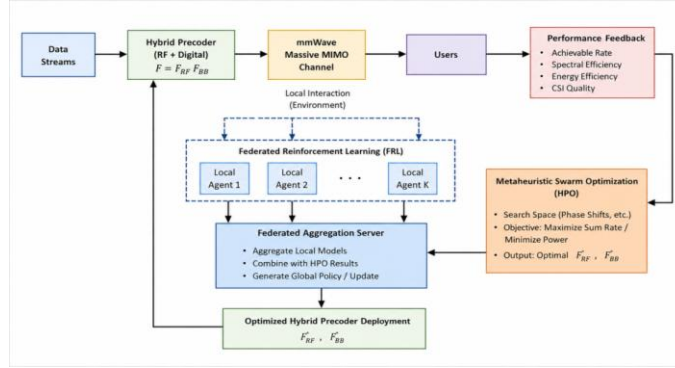 Data
Streams
Hybrid Precoder
(RF + Digital)
F = F_RF F_BB
mmWave
Massive MIMO
Channel
Users
Performance Feedback
• Achievable Rate
• Spectral Efficiency
• Energy Efficiency
• CSI Quality
Local Interaction
(Environment)
Federated Reinforcement Learning (FRL)
Local
Agent 1
Local
Agent 2
· · ·
Local
Agent K
Metaheuristic Swarm Optimization
(HPO)
• Search Space (Phase Shifts, etc.)
• Objective: Maximize Sum Rate /
Minimize Power
• Output: Optimal F*_RF , F*_BB
Federated Aggregation Server
• Aggregate Local Models
• Combine with HPO Results
• Generate Global Policy / Update
Optimized Hybrid Precoder Deployment
F*_RF , F*_BB